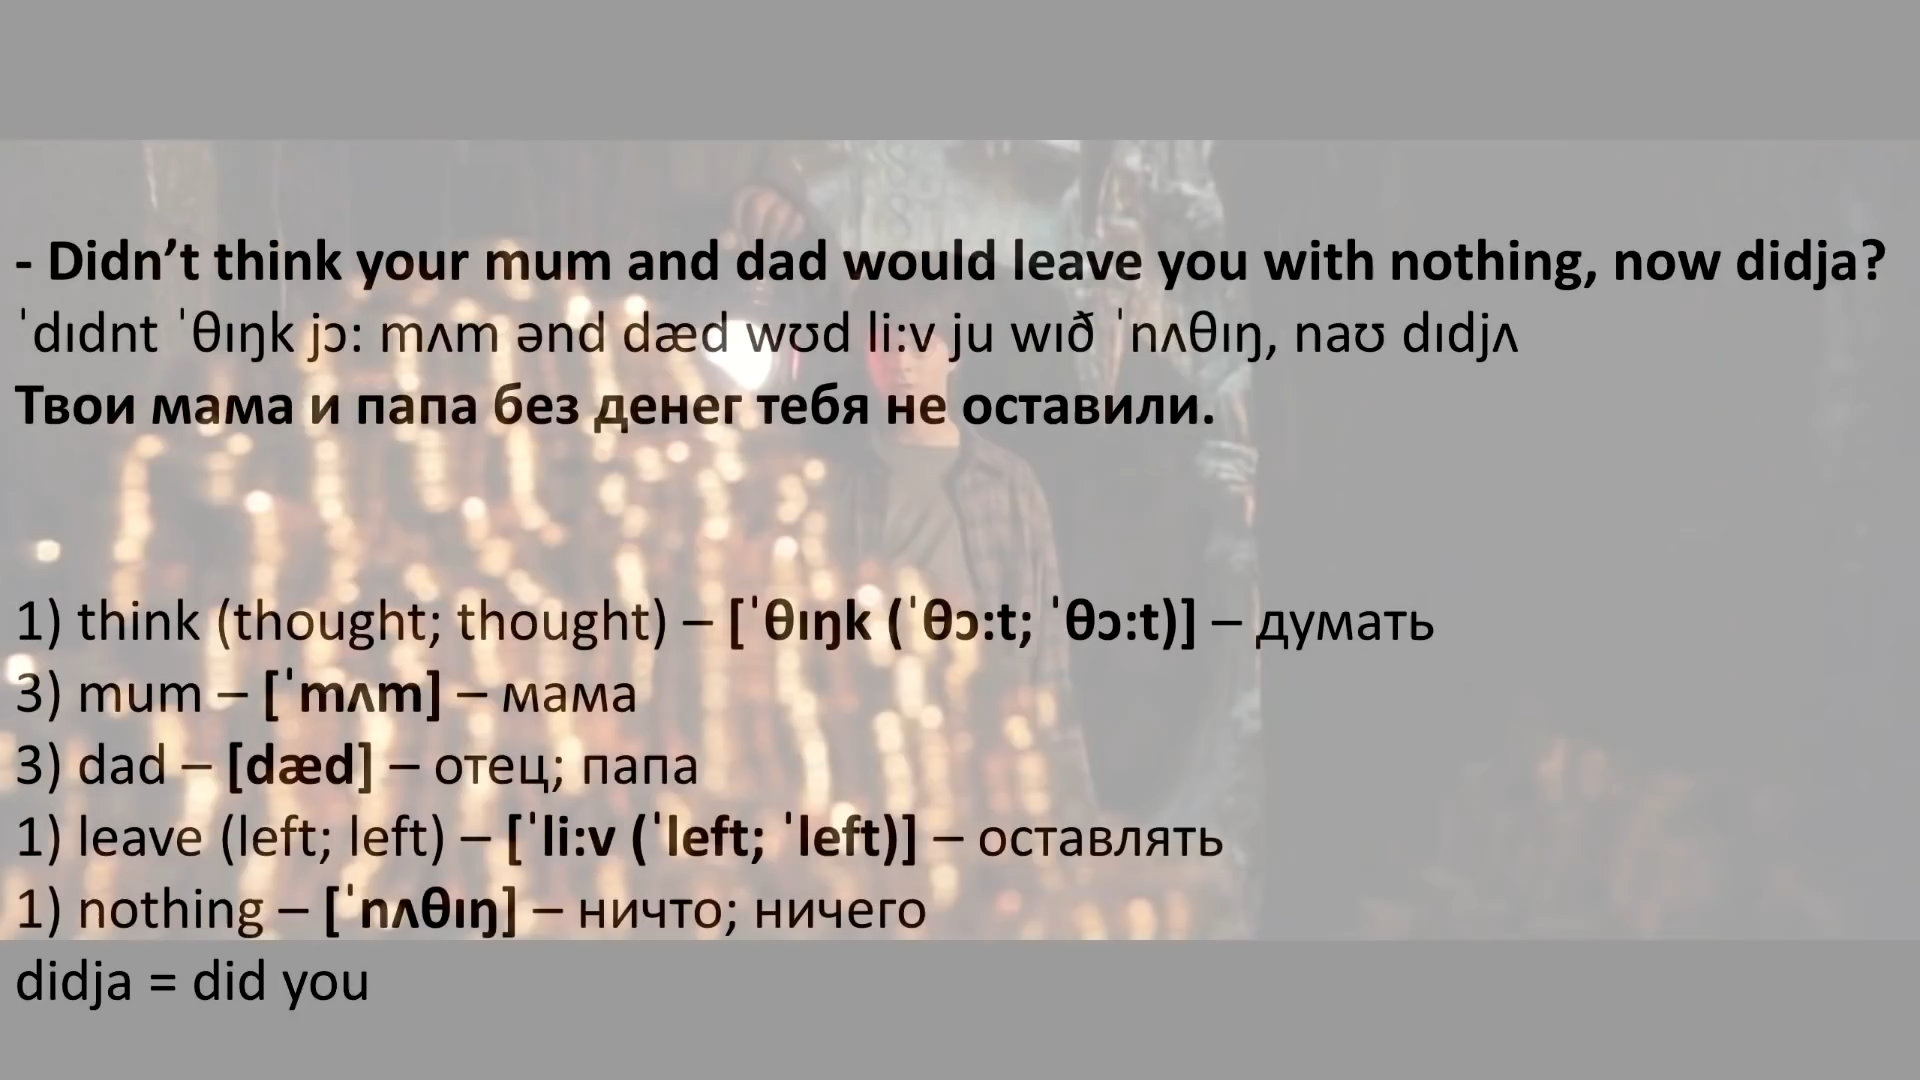 - Didn’t think your mum and dad would leave you with nothing, now didja?
ˈdɪdnt ˈθɪŋk jɔ: mʌm ənd dæd wʊd li:v ju wɪð ˈnʌθɪŋ, naʊ dɪdjʌ
Твои мама и папа без денег тебя не оставили.
1) think (thought; thought) – [ˈθɪŋk (ˈθɔ:t; ˈθɔ:t)] – думать
3) mum – [ˈmʌm] – мама
3) dad – [dæd] – отец; папа
1) leave (left; left) – [ˈli:v (ˈleft; ˈleft)] – оставлять
1) nothing – [ˈnʌθɪŋ] – ничто; ничего
didja = did you